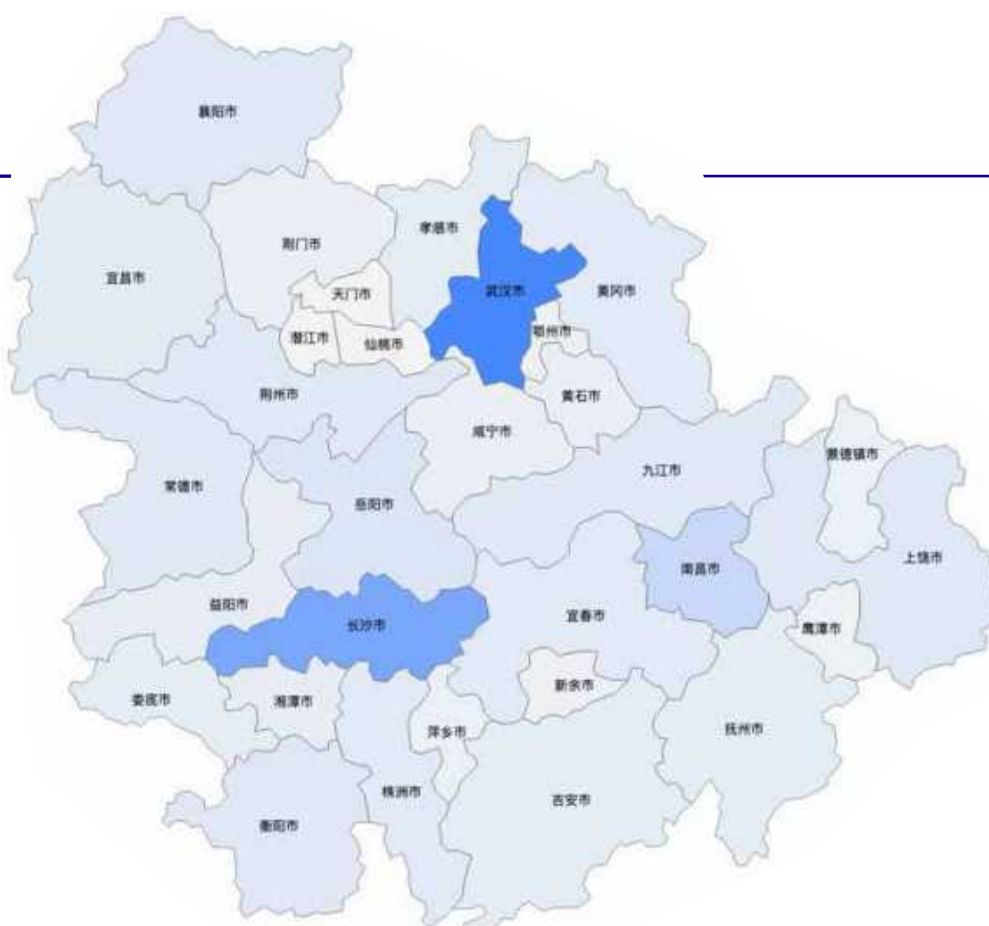 襄阳市
孝感市
荆门市
宜昌市
武汉市
黄冈市
天门市
鄂州市
潜江市
仙桃市
荆州市
黄石市
咸宁市
景德镇市
九江市
常德市
岳阳市
上饶市
南昌市
益阳市
宜春市
长沙市
鹰潭市
新余市
娄底市
湘潭市
抚州市
萍乡市
株洲市
吉安市
衡阳市